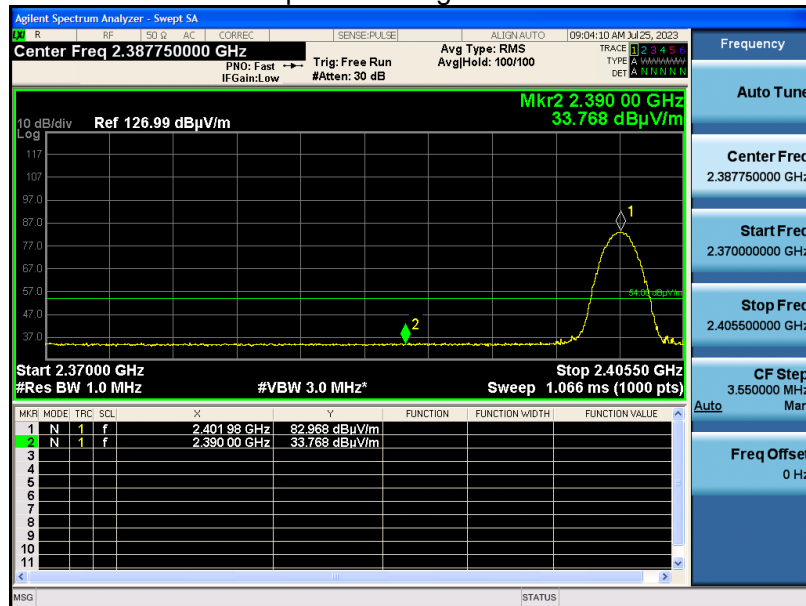 Agilent Spectrum Analyzer - Swept SA
LXI R RF 50 Ω AC CORREC SENSE:PULSE ALIGN AUTO 09:04:10 AM Jul 25, 2023
Center Freq 2.387750000 GHz Avg Type: RMS TRACE 1 2 3 4 5 6
PNO: Fast Trig: Free Run Avg|Hold: 100/100 TYPE A WWWWW
IFGain:Low #Atten: 30 dB DET A N N N N N
Mkr2 2.390 00 GHz
10 dB/div Ref 126.99 dBμV/m 33.768 dBμV/m
Log
117
107
97.0
87.0
1
77.0
67.0
57.0
54.00 dBμV/m
47.0
2
37.0
Start 2.37000 GHz Stop 2.40550 GHz
#Res BW 1.0 MHz #VBW 3.0 MHz* Sweep 1.066 ms (1000 pts)
MKR MODE TRC SCL X Y FUNCTION FUNCTION WIDTH FUNCTION VALUE
1 N 1 f 2.401 98 GHz 82.968 dBμV/m
2 N 1 f 2.390 00 GHz 33.768 dBμV/m
3
4
5
6
7
8
9
10
11
MSG STATUS
Frequency
Auto Tune
Center Freq
2.387750000 GHz
Start Freq
2.370000000 GHz
Stop Freq
2.405500000 GHz
CF Step
3.550000 MHz
Auto Man
Freq Offset
0 Hz